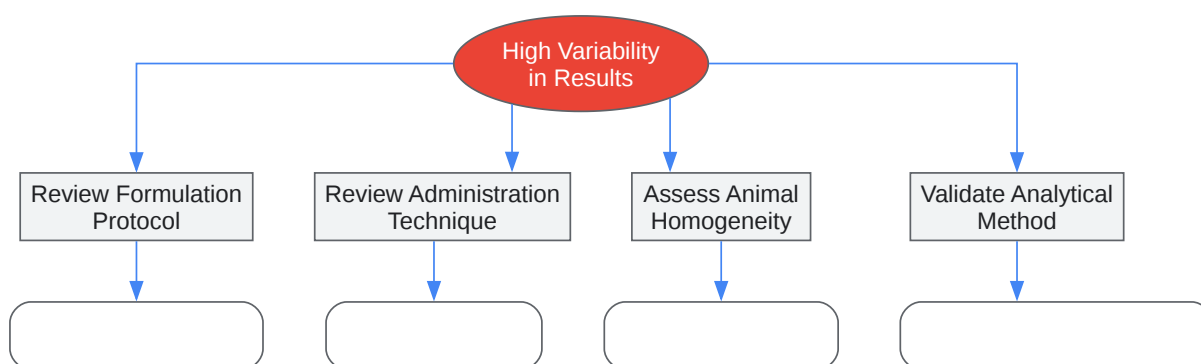 High Variability
in Results
Review Formulation
Protocol
Review Administration
Technique
Assess Animal
Homogeneity
Validate Analytical
Method